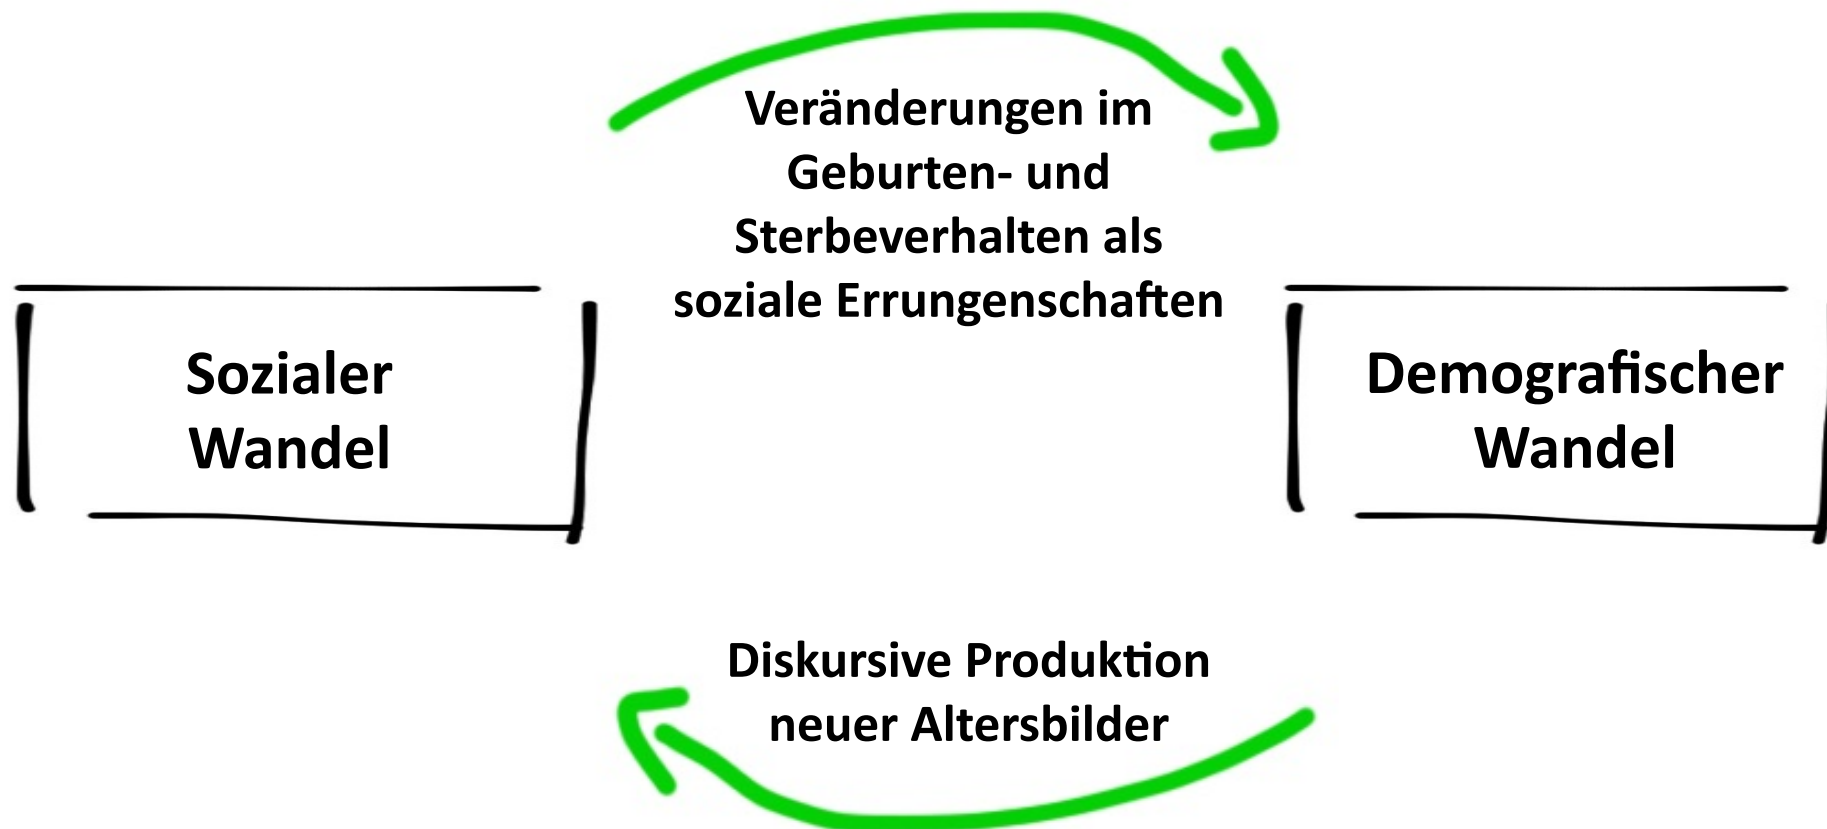 Veränderungen im
Geburten- und
Sterbeverhalten als
soziale Errungenschaften
Sozialer
Wandel
Demografischer
Wandel
Diskursive Produktion
neuer Altersbilder